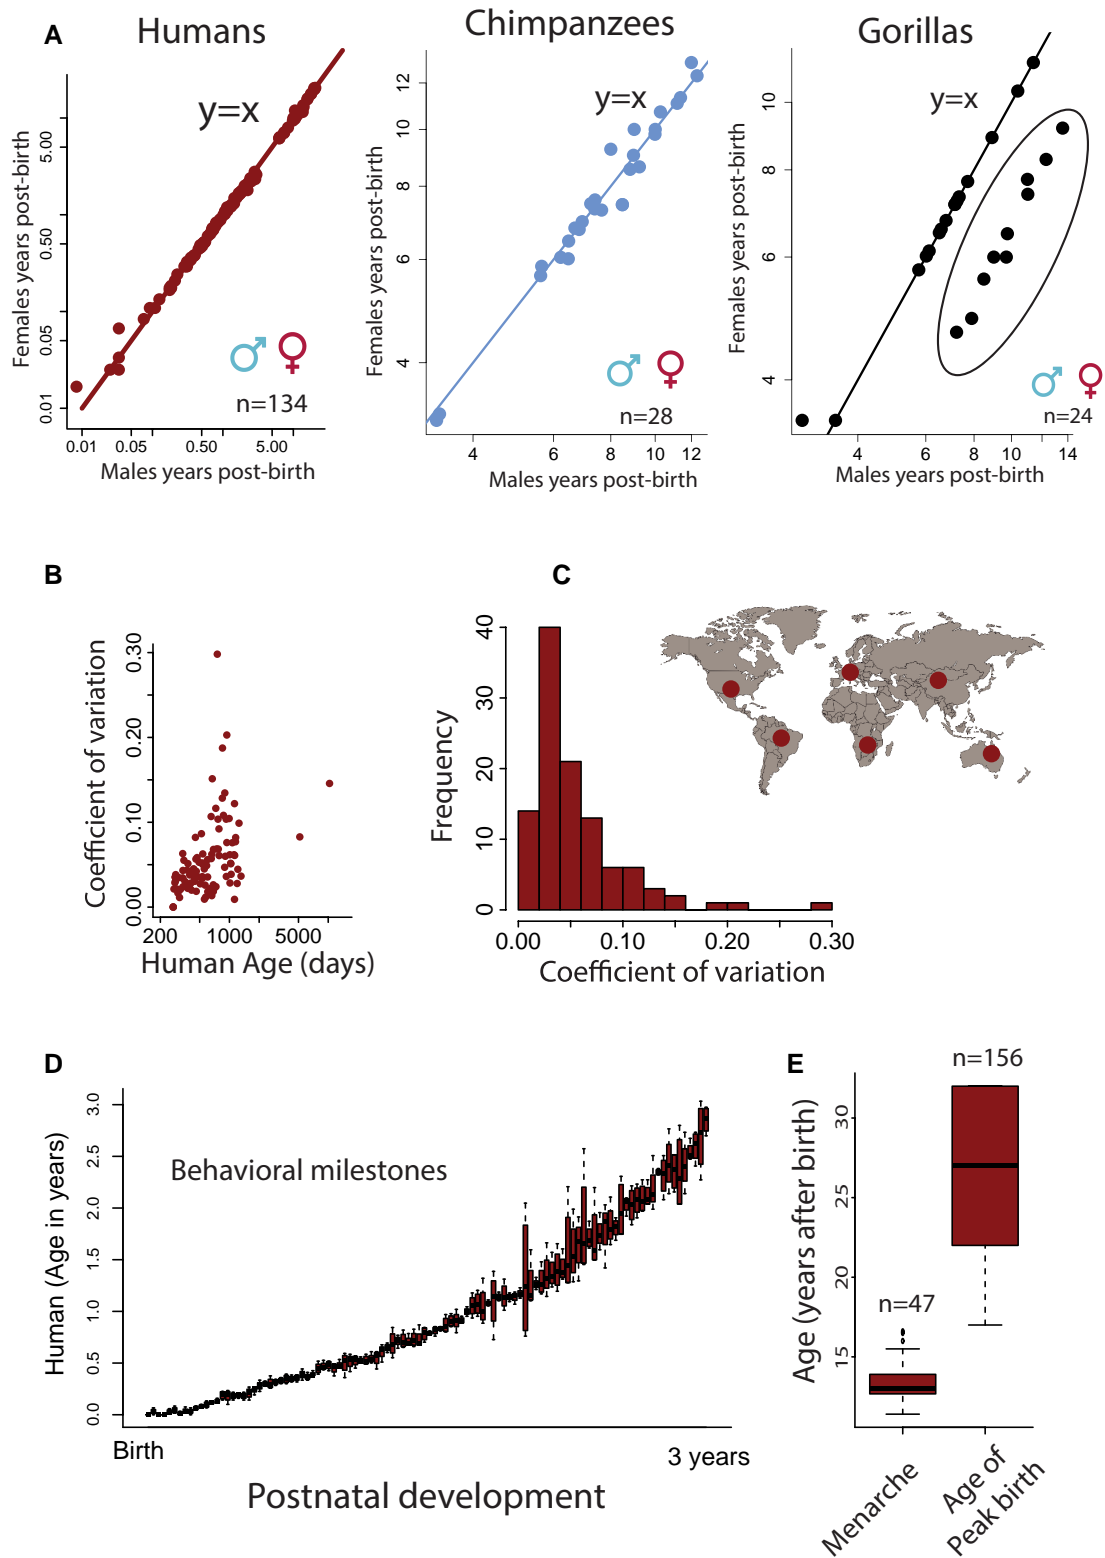 A
Humans
Chimpanzees
Gorillas
y=x
y=x
y=x
Females years post-birth
5.00
0.50
0.05
0.01
n=134
0.01 0.05 0.50 5.00
Males years post-birth
Females years post-birth
12
10
8
6
4
n=28
4 6 8 10 12
Males years post-birth
Females years post-birth
10
8
6
4
n=24
4 6 8 10 14
Males years post-birth
B
Coefficient of variation
0.30
0.20
0.10
0.00
200 1000 5000
Human Age (days)
C
Frequency
40
30
20
10
0
0.00 0.10 0.20 0.30
Coefficient of variation
D
Human (Age in years)
3.0
2.5
2.0
1.5
1.0
0.5
0.0
Behavioral milestones
Birth
3 years
Postnatal development
E
n=156
n=47
Age (years after birth)
30
25
20
15
Menarche
Age of
Peak birth